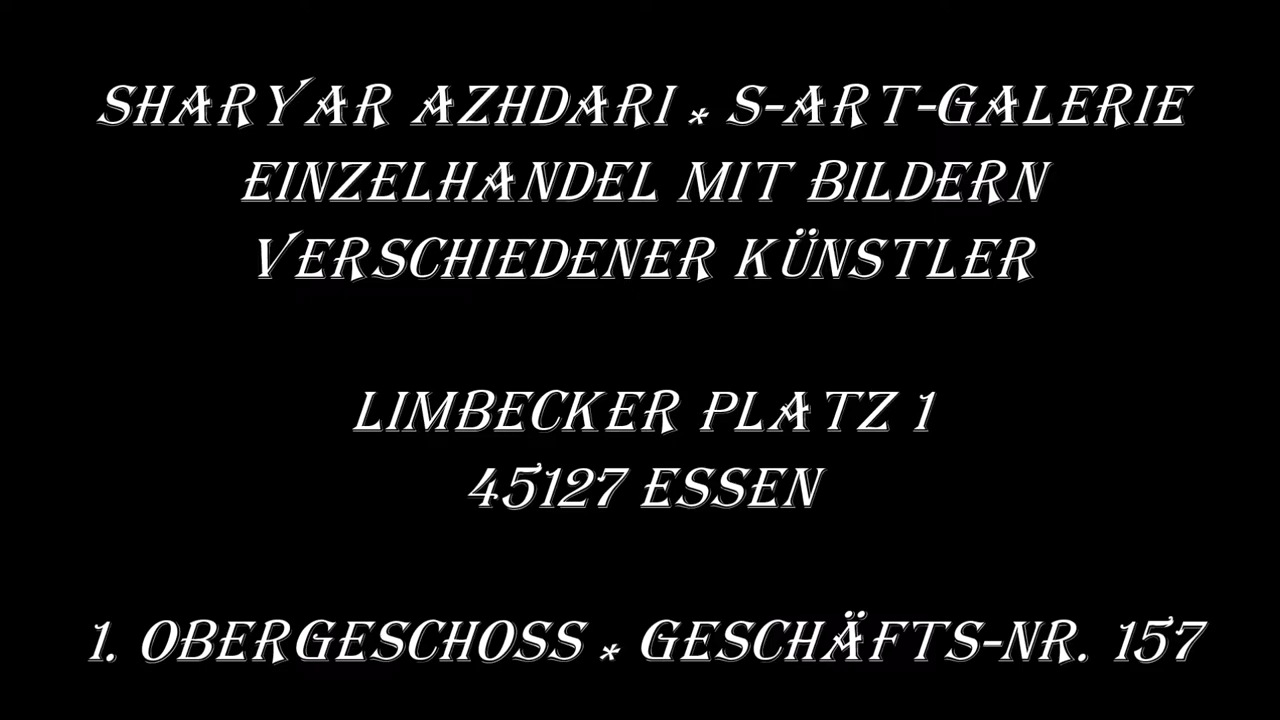 SHARYAR AZHDARI * S-ART-GALERIE
EINZELHANDEL MIT BILDERN
VERSCHIEDENER KÜNSTLER
LIMBECKER PLATZ 1
45127 ESSEN
1. OBERGESCHOSS * GESCHÄFTS-NR. 157